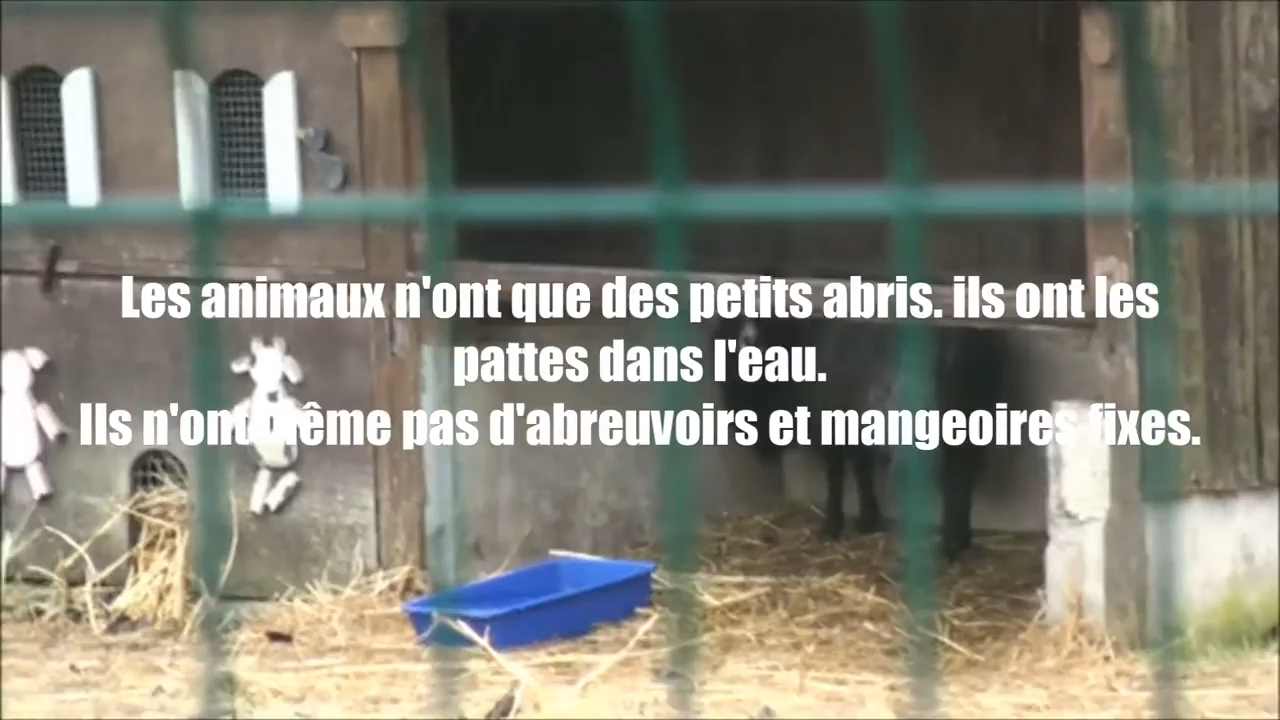 Les animaux n'ont que des petits abris. ils ont les
pattes dans l'eau.
Ils n'ont même pas d'abreuvoirs et mangeoires fixes.